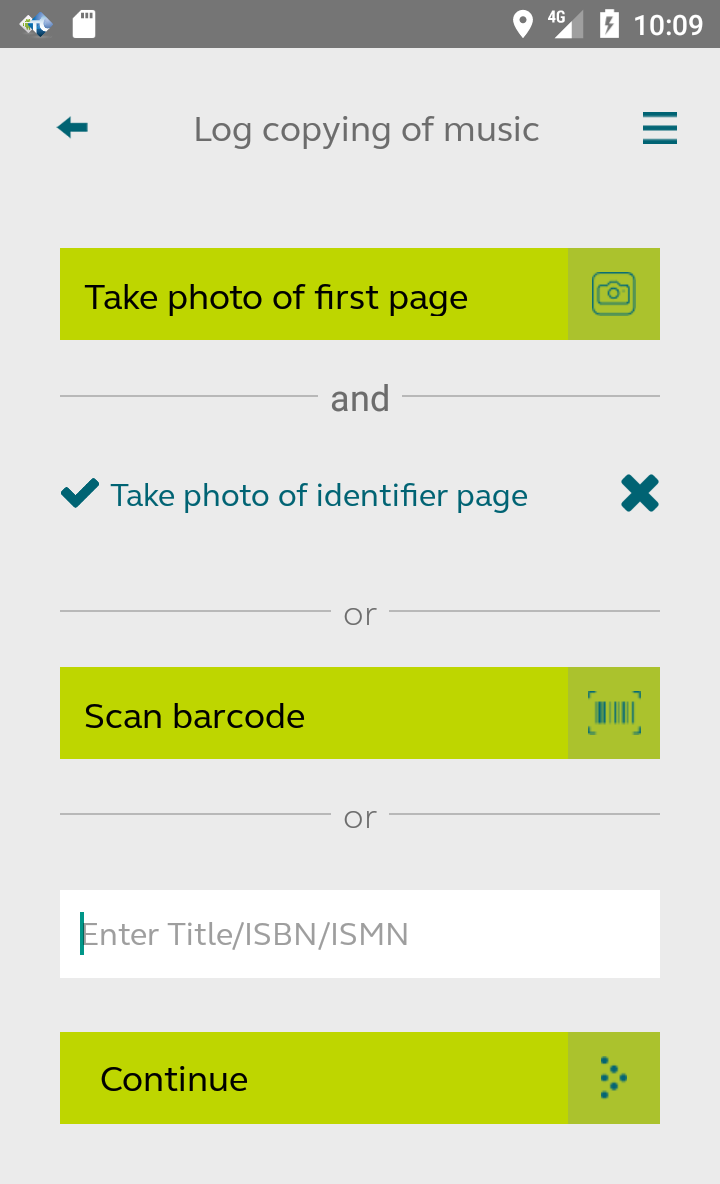 4G 10:09
Log copying of music
Take photo of first page
and
Take photo of identifier page
or
Scan barcode
or
Enter Title/ISBN/ISMN
Continue